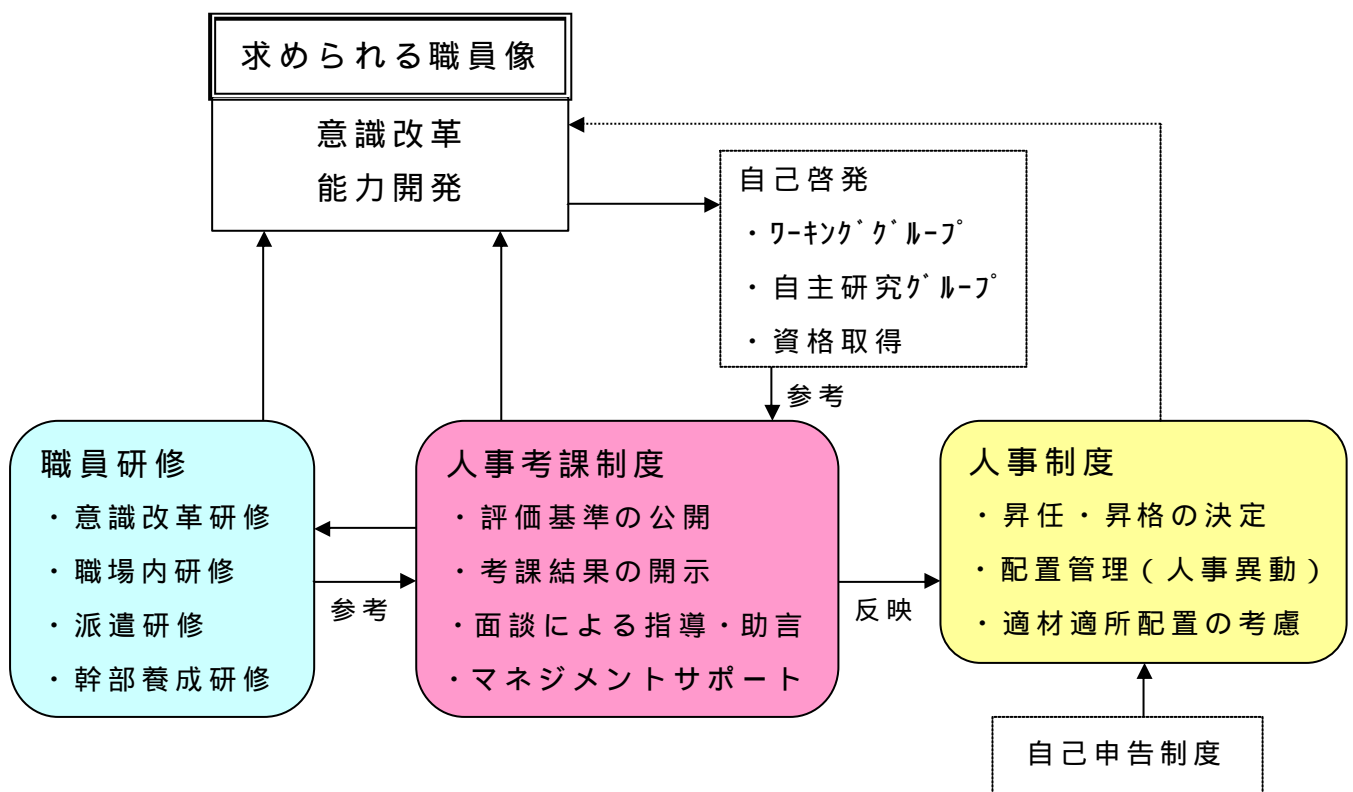 求められる職員像
意識改革
能力開発
自己啓発
・ﾜｰｷﾝｸﾞｸﾞﾙｰﾌﾟ
・自主研究ｸﾞﾙｰﾌﾟ
・資格取得
参考
職員研修
・意識改革研修
・職場内研修
・派遣研修
・幹部養成研修
参考
人事考課制度
・評価基準の公開
・考課結果の開示
・面談による指導・助言
・マネジメントサポート
反映
人事制度
・昇任・昇格の決定
・配置管理（人事異動）
・適材適所配置の考慮
自己申告制度